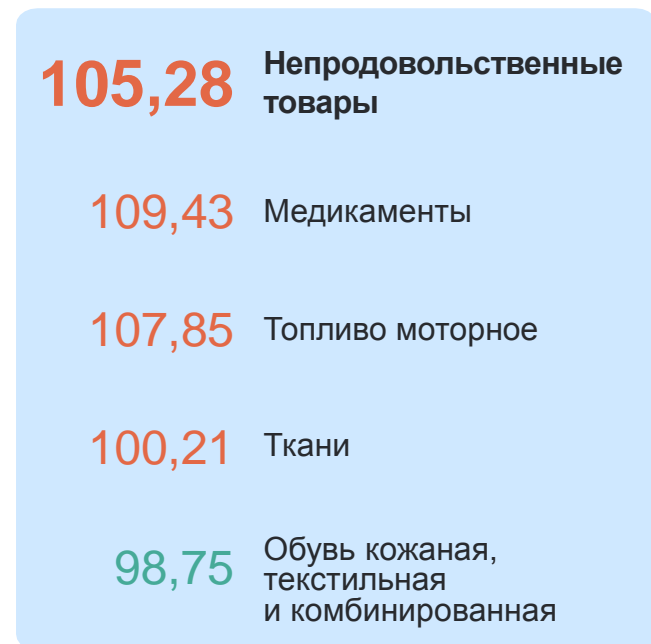 105,28 Непродовольственные
товары
109,43 Медикаменты
107,85 Топливо моторное
100,21 Ткани
98,75 Обувь кожаная,
текстильная
и комбинированная